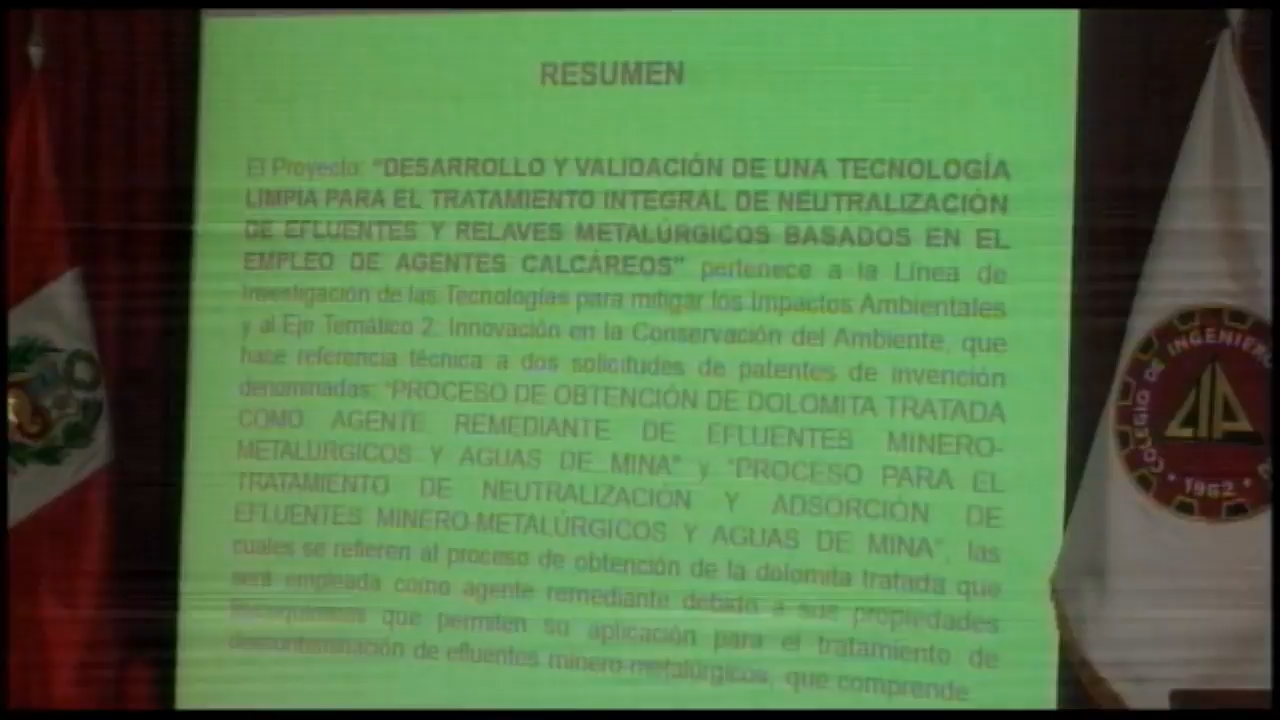 RESUMEN
El Proyecto: "DESARROLLO Y VALIDACIÓN DE UNA TECNOLOGÍA
LIMPIA PARA EL TRATAMIENTO INTEGRAL DE NEUTRALIZACIÓN
DE EFLUENTES Y RELAVES METALÚRGICOS BASADOS EN EL
EMPLEO DE AGENTES CALCÁREOS" pertenece a la Línea de
Investigación de las Tecnologías para mitigar los Impactos Ambientales
y al Eje Temático 2: Innovación en la Conservación del Ambiente, que
hace referencia técnica a dos solicitudes de patentes de invención
denominadas: "PROCESO DE OBTENCIÓN DE DOLOMITA TRATADA
COMO AGENTE REMEDIANTE DE EFLUENTES MINERO-
METALÚRGICOS Y AGUAS DE MINA" y "PROCESO PARA EL
TRATAMIENTO DE NEUTRALIZACIÓN Y ADSORCIÓN DE
EFLUENTES MINERO-METALÚRGICOS Y AGUAS DE MINA", las
cuales se refieren al proceso de obtención de la dolomita tratada que
será empleada como agente remediante debido a sus propiedades
que permiten su aplicación para el tratamiento de
descontaminación de efluentes minero-metalúrgicos, que comprende
COLEGIO DE INGENIERO
CIP
1962